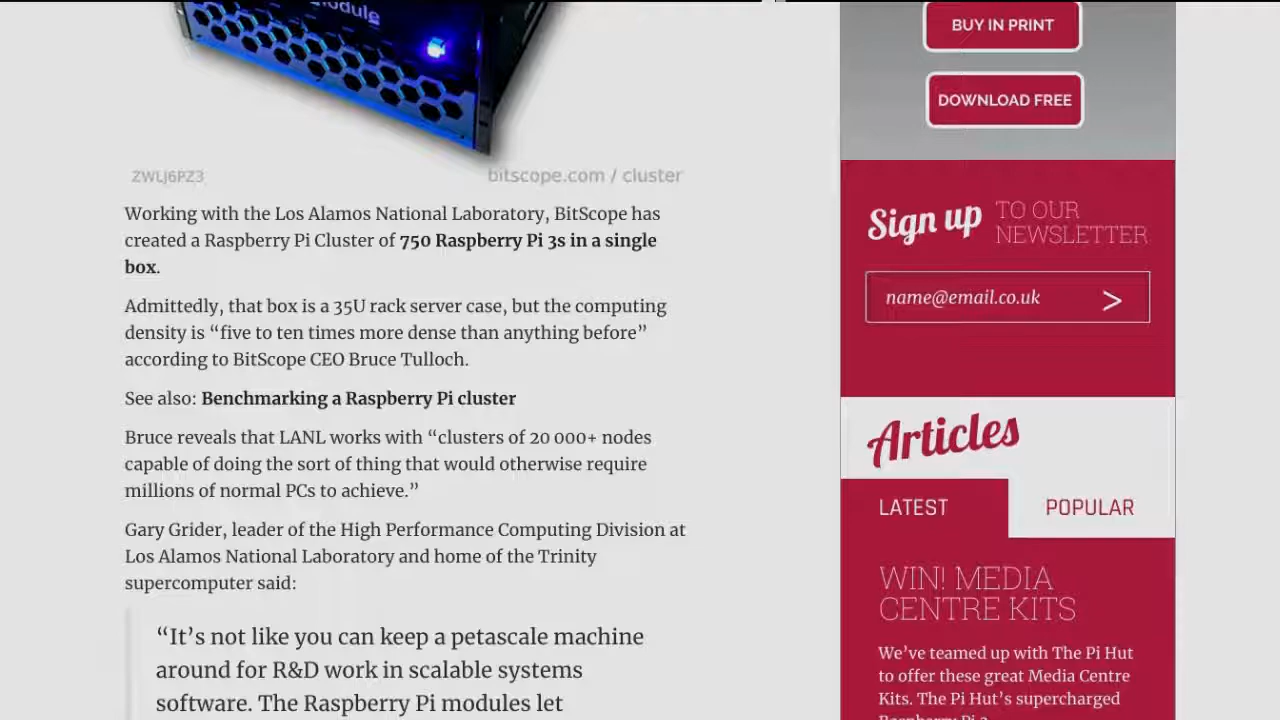 module
ZWLJ6PZ3
bitscope.com / cluster
Working with the Los Alamos National Laboratory, BitScope has
created a Raspberry Pi Cluster of 750 Raspberry Pi 3s in a single
box.
Admittedly, that box is a 35U rack server case, but the computing
density is “five to ten times more dense than anything before”
according to BitScope CEO Bruce Tulloch.
See also: Benchmarking a Raspberry Pi cluster
Bruce reveals that LANL works with “clusters of 20 000+ nodes
capable of doing the sort of thing that would otherwise require
millions of normal PCs to achieve.”
Gary Grider, leader of the High Performance Computing Division at
Los Alamos National Laboratory and home of the Trinity
supercomputer said:
“It’s not like you can keep a petascale machine
around for R&D work in scalable systems
software. The Raspberry Pi modules let
BUY IN PRINT
DOWNLOAD FREE
Sign up TO OUR
NEWSLETTER
name@email.co.uk >
Articles
LATEST POPULAR
WIN! MEDIA
CENTRE KITS
We’ve teamed up with The Pi Hut
to offer these great Media Centre
Kits. The Pi Hut’s supercharged
Raspberry Pi 3